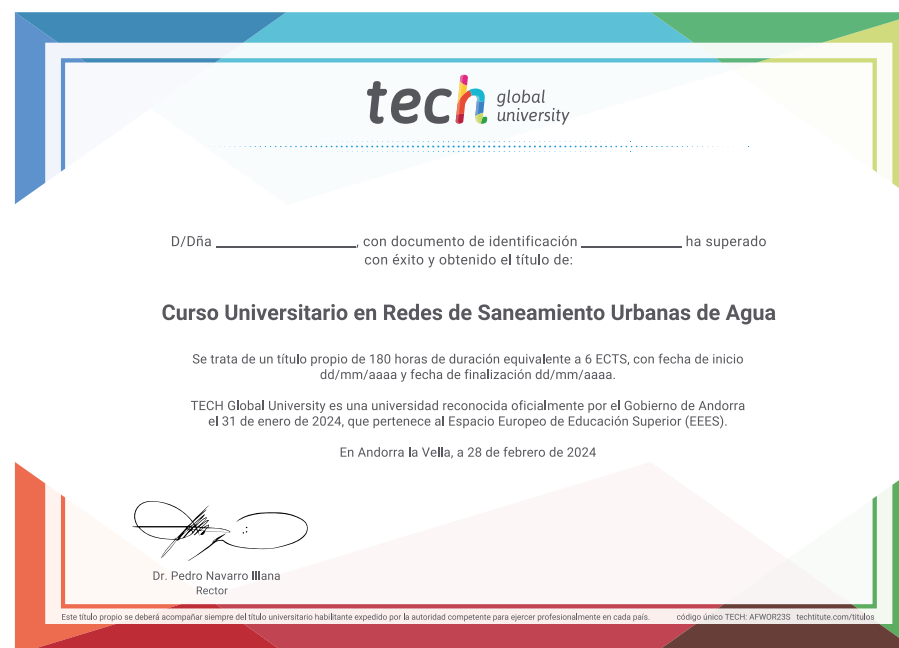 tech global university
D/Dña ________________, con documento de identificación ____________ ha superado
con éxito y obtenido el título de:
Curso Universitario en Redes de Saneamiento Urbanas de Agua
Se trata de un título propio de 180 horas de duración equivalente a 6 ECTS, con fecha de inicio
dd/mm/aaaa y fecha de finalización dd/mm/aaaa.
TECH Global University es una universidad reconocida oficialmente por el Gobierno de Andorra
el 31 de enero de 2024, que pertenece al Espacio Europeo de Educación Superior (EEES).
En Andorra la Vella, a 28 de febrero de 2024
Dr. Pedro Navarro Illana
Rector
Este título propio se deberá acompañar siempre del título universitario habilitante expedido por la autoridad competente para ejercer profesionalmente en cada país. código único TECH: AFWOR23S techtitute.com/titulos